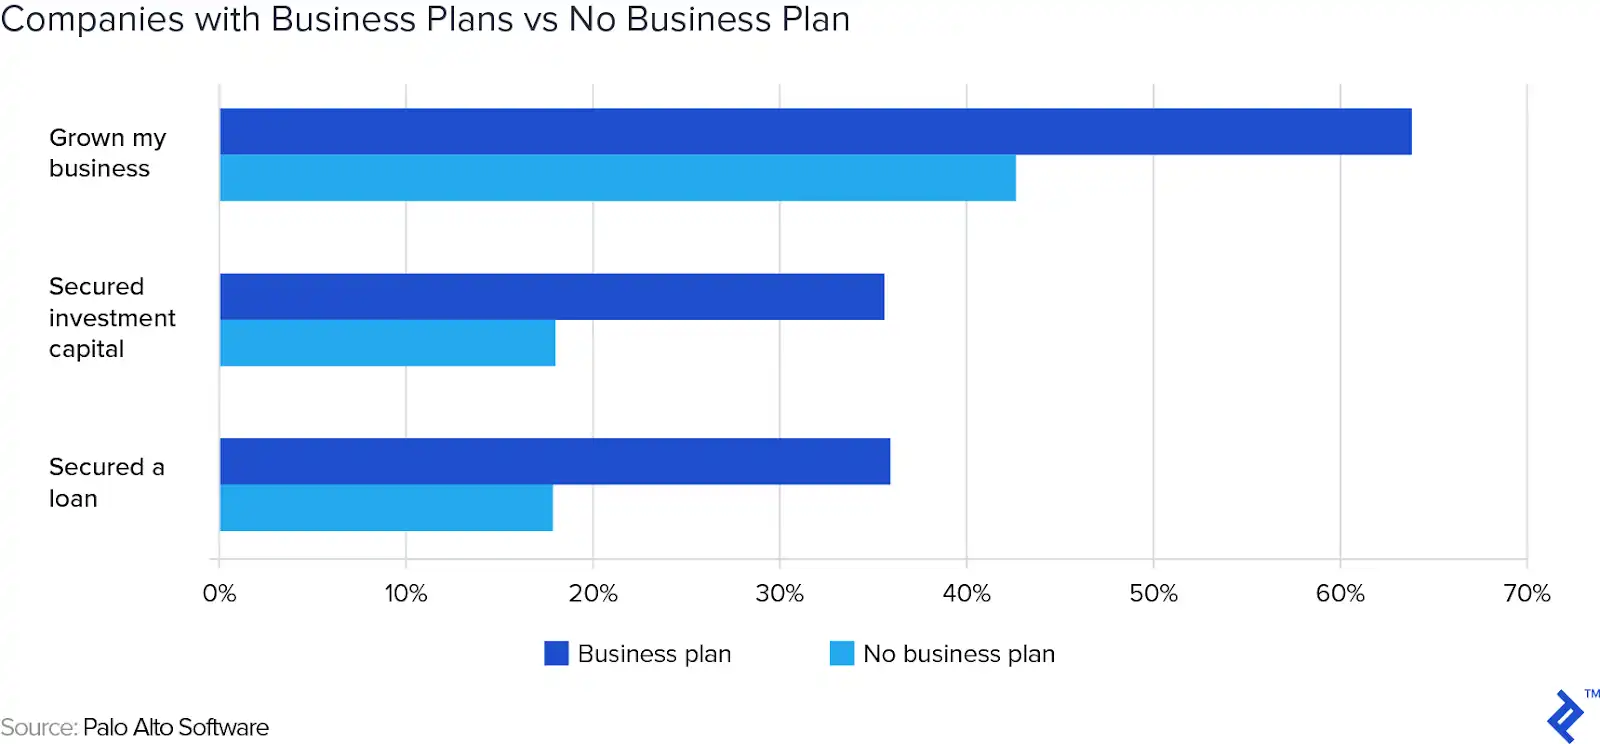 Companies with Business Plans vs No Business Plan
Grown my
business
Secured
investment
capital
Secured a
loan
0% 10% 20% 30% 40% 50% 60% 70%
Business plan No business plan
TM
Source: Palo Alto Software